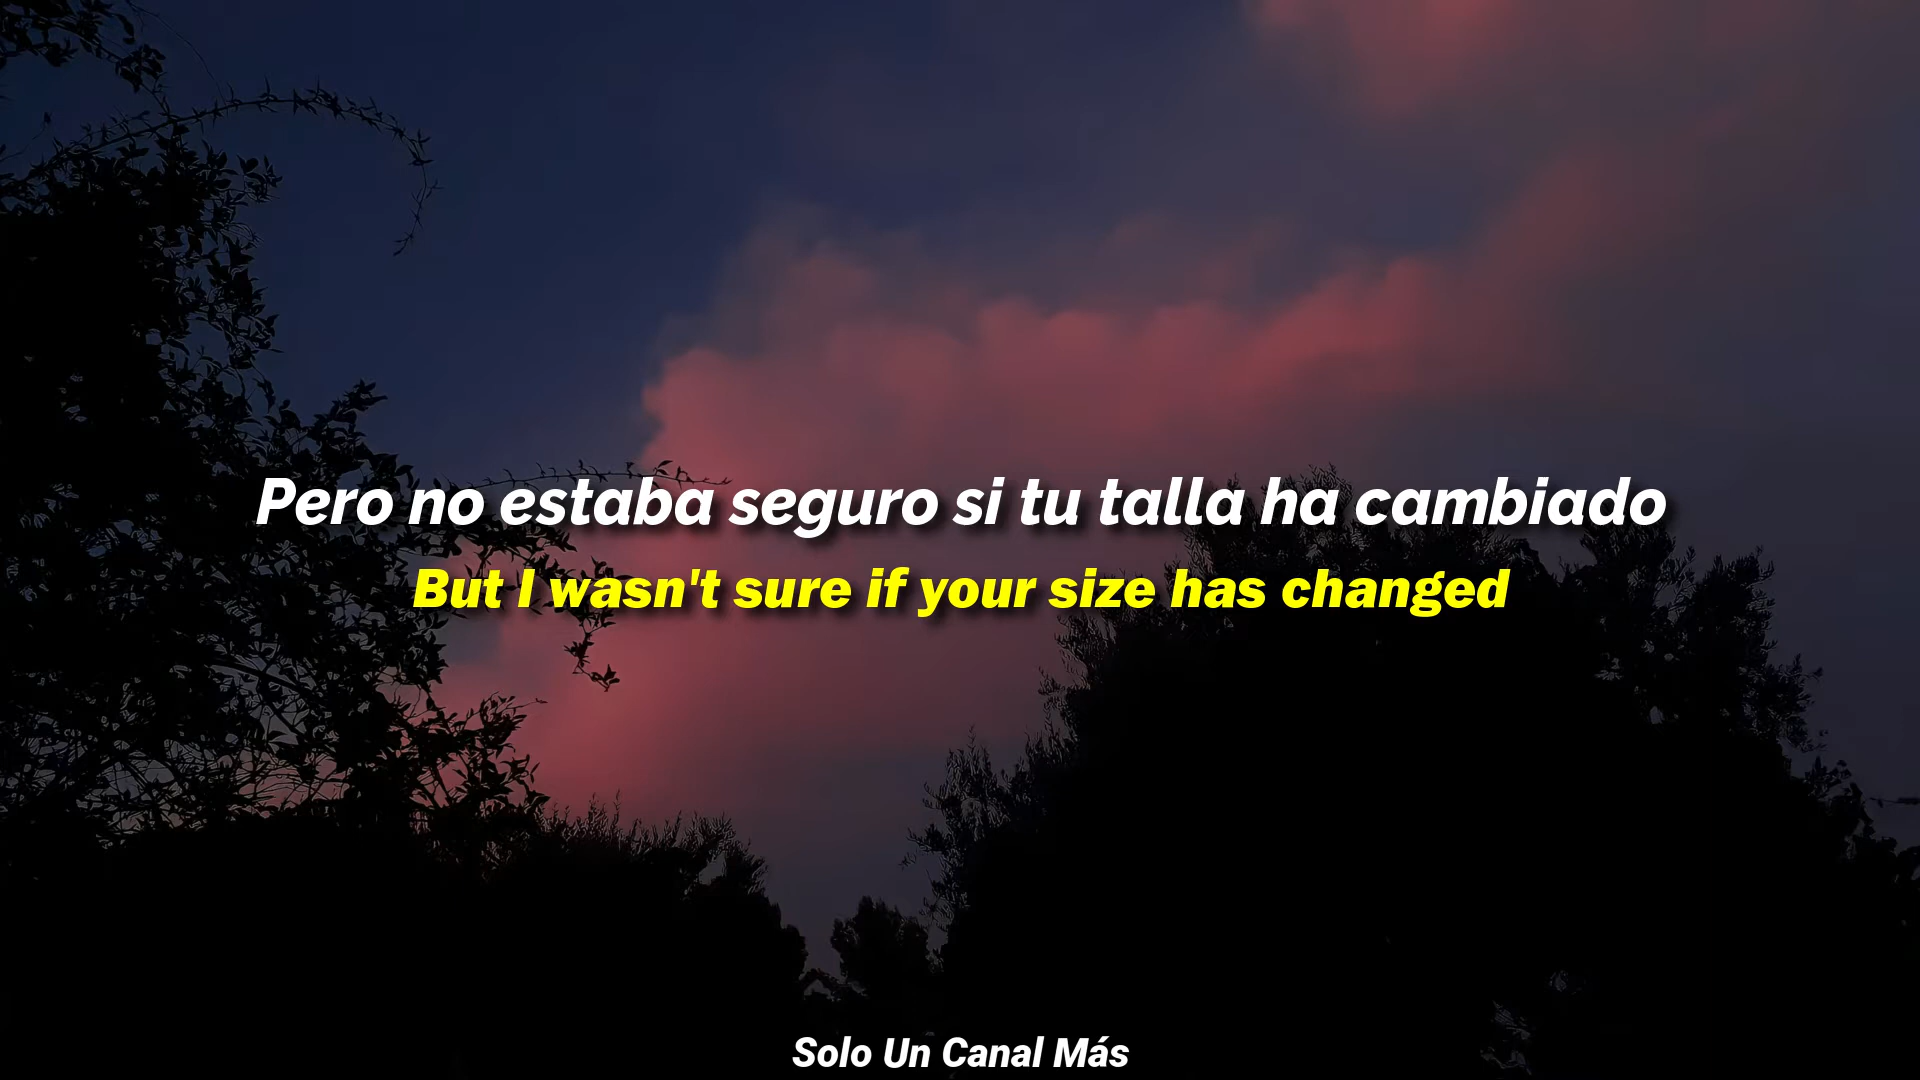 Pero no estaba seguro si tu talla ha cambiado
But I wasn't sure if your size has changed
Solo Un Canal Más